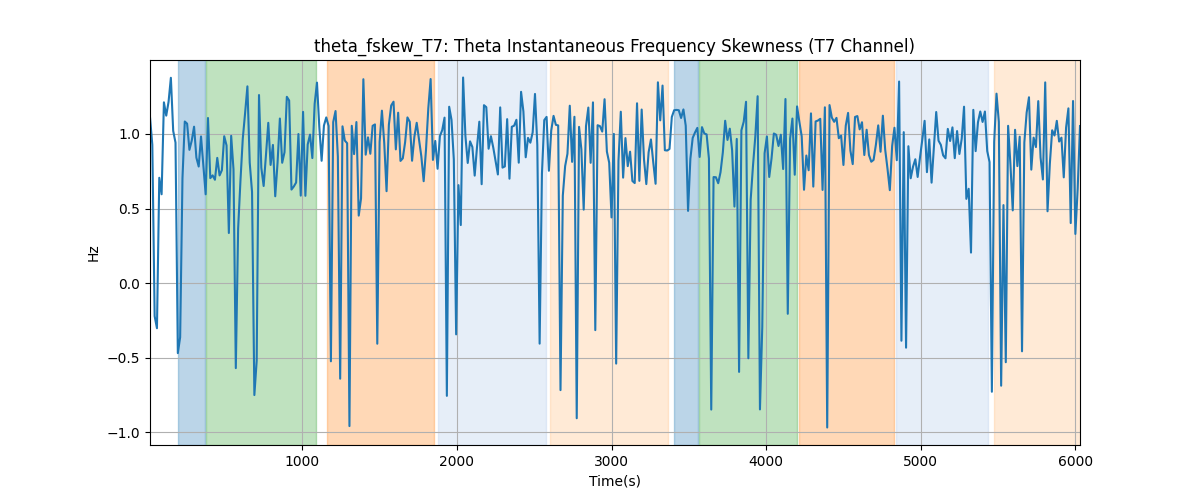 theta_fskew_T7: Theta Instantaneous Frequency Skewness (T7 Channel)
1.0
0.5
0.0
−0.5
−1.0
Hz
1000 2000 3000 4000 5000 6000
Time(s)